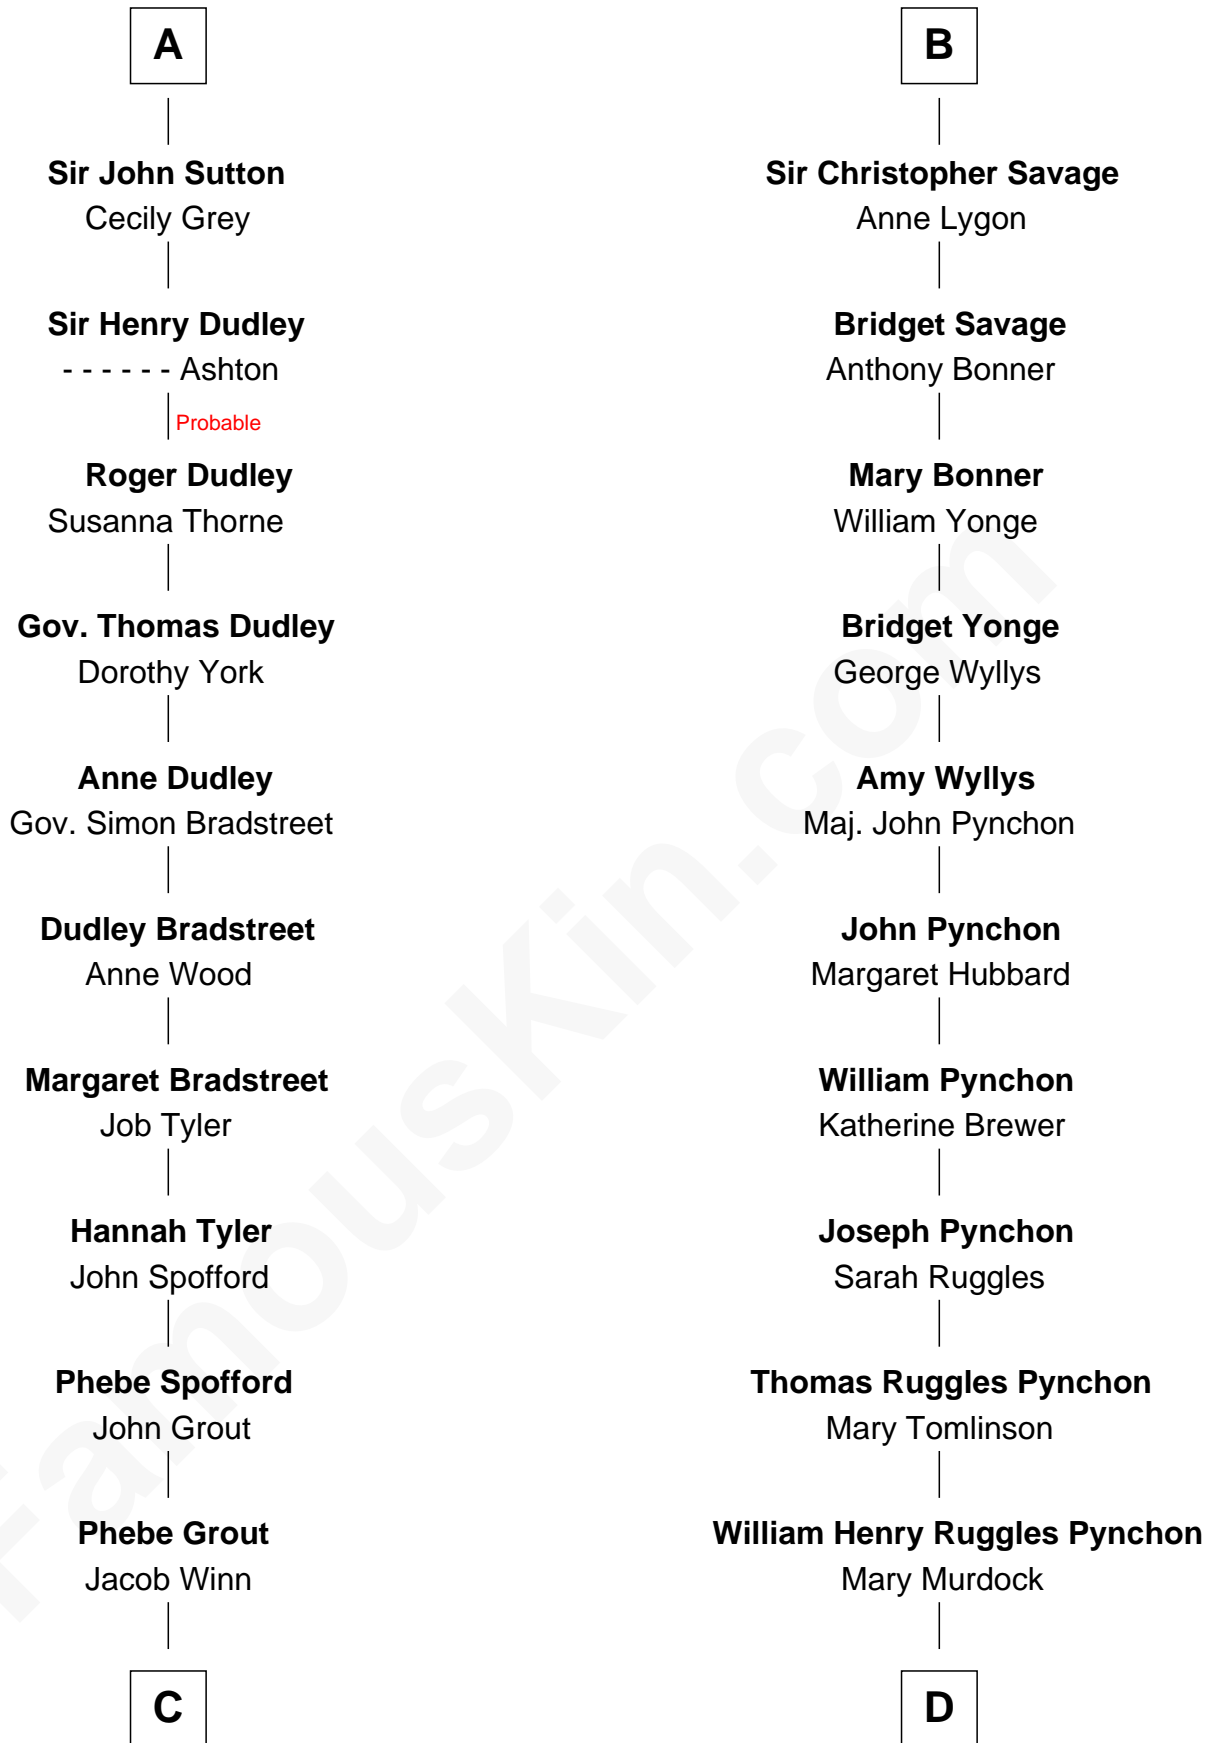 A
Sir John Sutton
Cecily Grey
Sir Henry Dudley
- - - - - - Ashton
Probable
Roger Dudley
Susanna Thorne
Gov. Thomas Dudley
Dorothy York
Anne Dudley
Gov. Simon Bradstreet
Dudley Bradstreet
Anne Wood
Margaret Bradstreet
Job Tyler
Hannah Tyler
John Spofford
Phebe Spofford
John Grout
Phebe Grout
Jacob Winn
C
B
Sir Christopher Savage
Anne Lygon
Bridget Savage
Anthony Bonner
Mary Bonner
William Yonge
Bridget Yonge
George Wyllys
Amy Wyllys
Maj. John Pynchon
John Pynchon
Margaret Hubbard
William Pynchon
Katherine Brewer
Joseph Pynchon
Sarah Ruggles
Thomas Ruggles Pynchon
Mary Tomlinson
William Henry Ruggles Pynchon
Mary Murdock
D
FamousKin.com